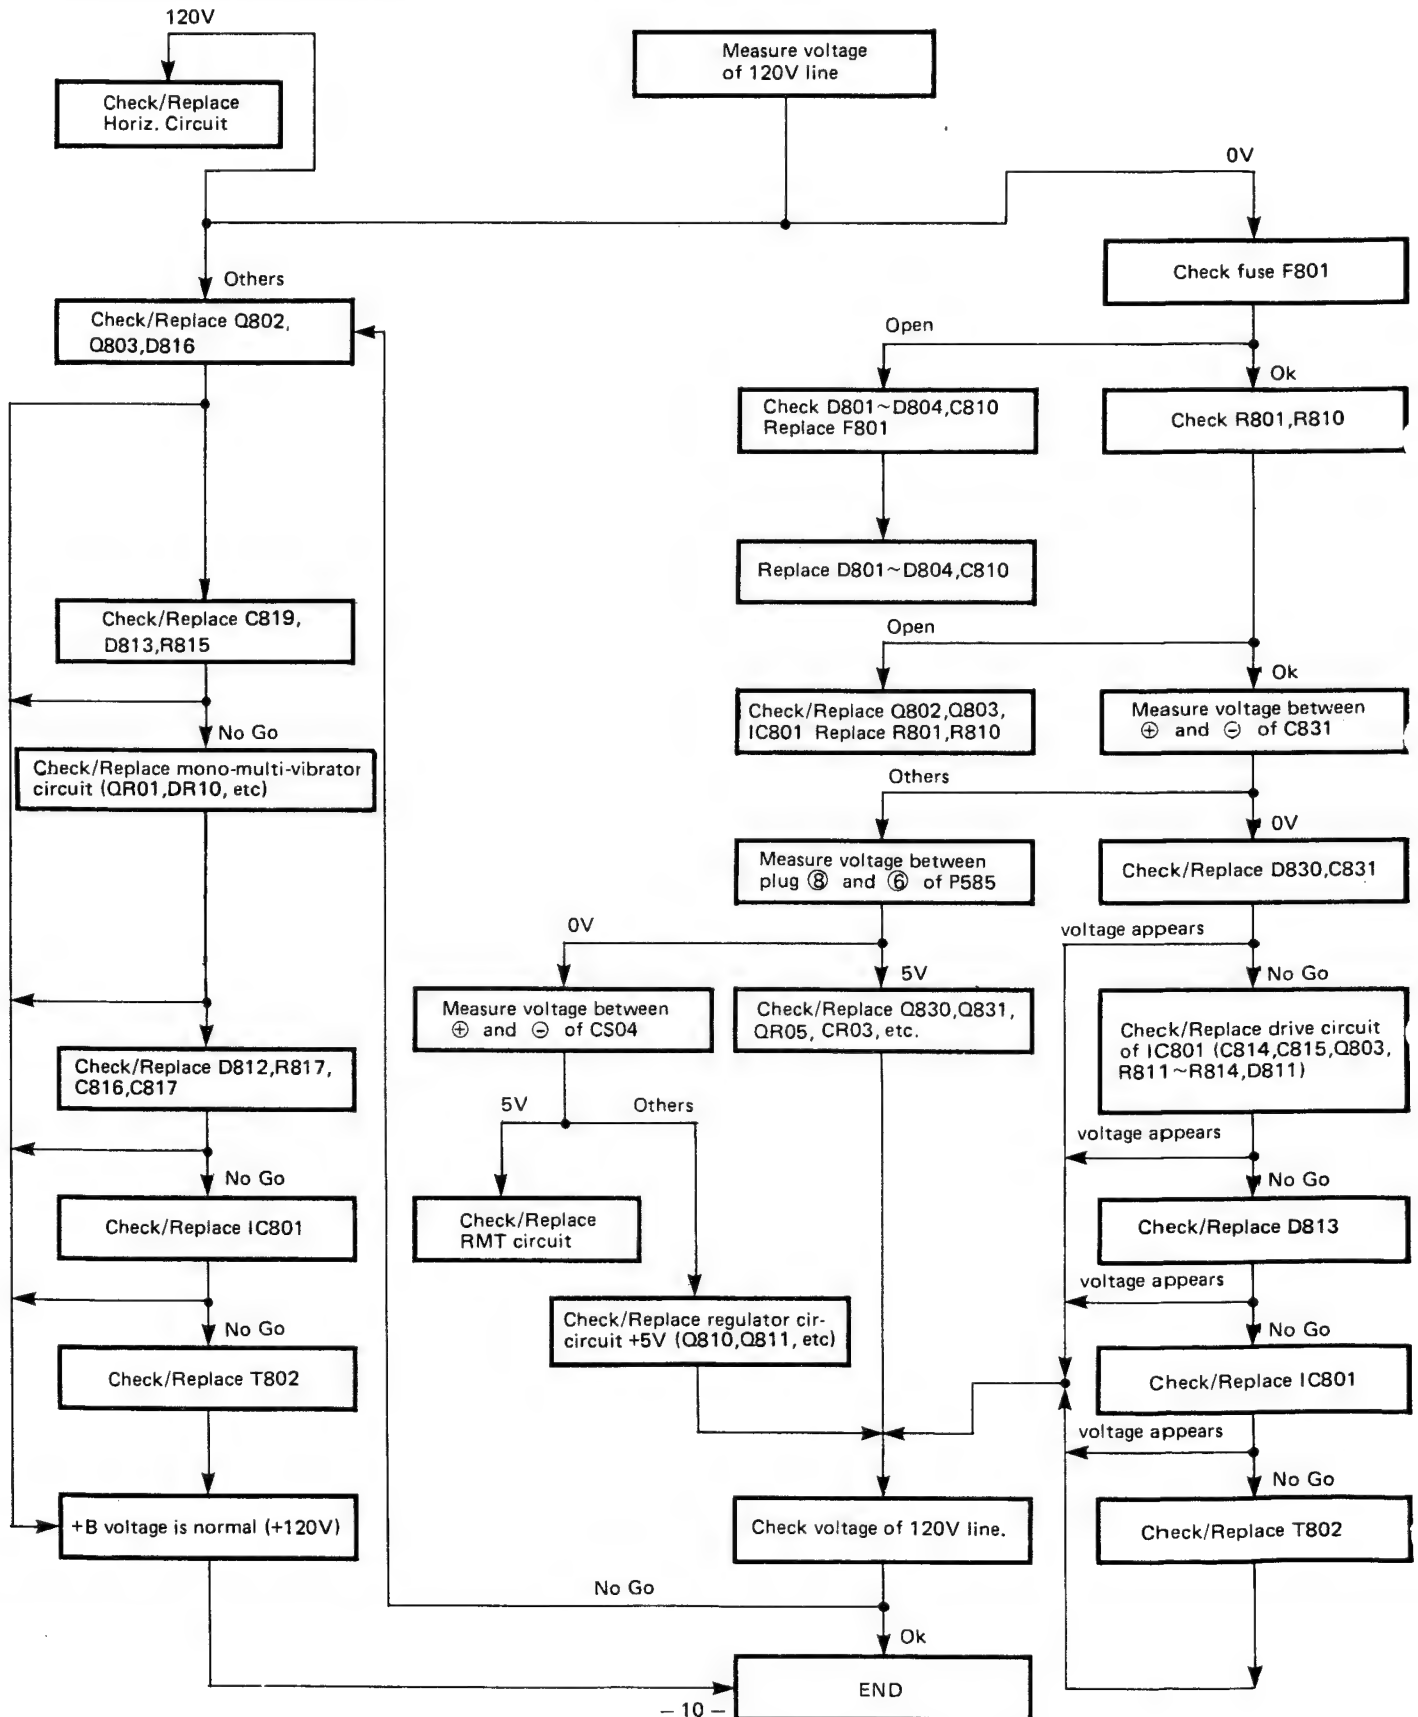 120V
Measure voltage
of 120V line
Check/Replace
Horiz. Circuit
0V
Check fuse F801
Others
Check/Replace Q802,
Q803,D816
Open
Ok
Check D801~D804,C810
Replace F801
Check R801,R810
Replace D801~D804,C810
Check/Replace C819,
D813,R815
Open
Ok
No Go
Check/Replace Q802,Q803,
IC801 Replace R801,R810
Measure voltage between
⊕ and ⊖ of C831
Check/Replace mono-multi-vibrator
circuit (QR01,DR10, etc)
Others
0V
Measure voltage between
plug ⑧ and ⑥ of P585
Check/Replace D830,C831
0V
voltage appears
5V
No Go
Measure voltage between
⊕ and ⊖ of CS04
Check/Replace Q830,Q831,
QR05, CR03, etc.
Check/Replace drive circuit
of IC801 (C814,C815,Q803,
R811~R814,D811)
Check/Replace D812,R817,
C816,C817
5V
Others
voltage appears
No Go
No Go
Check/Replace IC801
Check/Replace
RMT circuit
Check/Replace D813
voltage appears
No Go
No Go
Check/Replace regulator cir-
circuit +5V (Q810,Q811, etc)
Check/Replace T802
Check/Replace IC801
voltage appears
No Go
+B voltage is normal (+120V)
Check voltage of 120V line.
Check/Replace T802
No Go
Ok
END
– 10 –